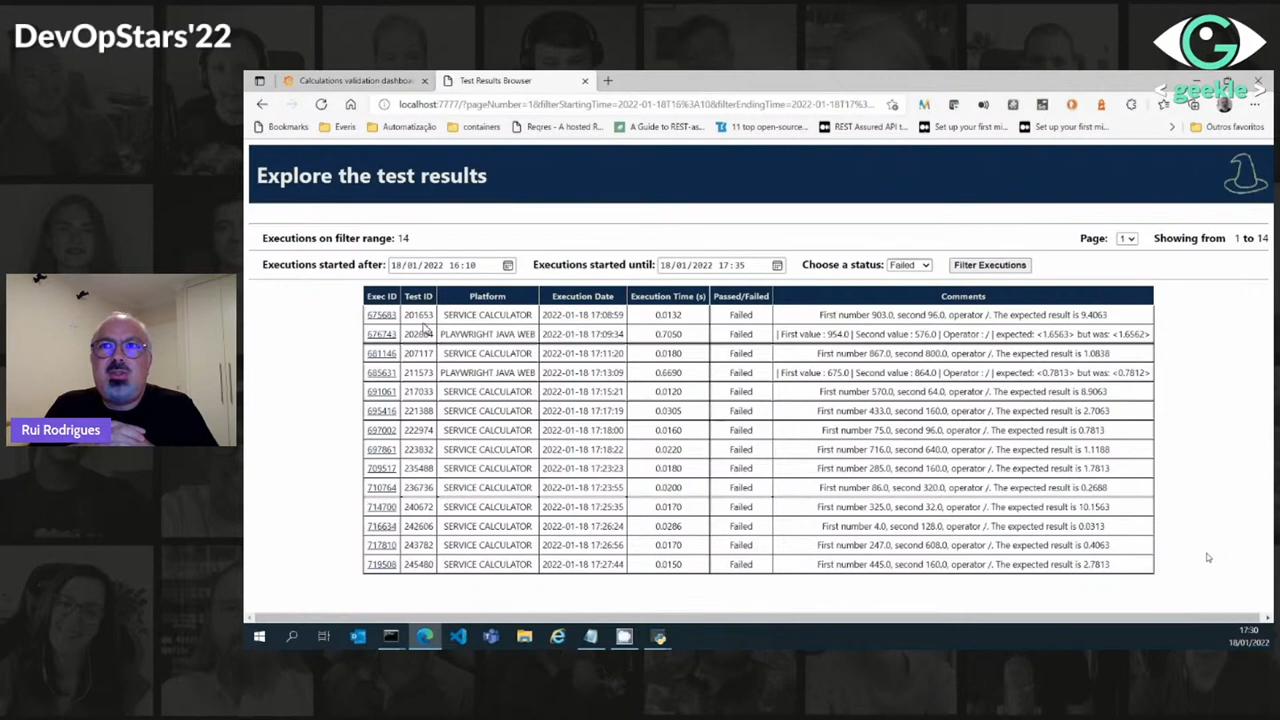 DevOpStars'22
G
< geekle >
Calculations validation dashboa
Test Results Browser
localhost:7777/?pageNumber=1&filterStartingTime=2022-01-18T16%3A10&filterEndingTime=2022-01-18T17%3...
Bookmarks Everis Automatização containers Reqres - A hosted R... A Guide to REST-as... 11 top open-source... REST Assured API t... Set up your first mi... Set up your first mi... Outros favoritos
Explore the test results
Executions on filter range: 14 Page: 1 Showing from 1 to 14
Executions started after: 18/01/2022 16:10 Executions started until: 18/01/2022 17:35 Choose a status: Failed Filter Executions
Exec ID Test ID Platform Execution Date Execution Time (s) Passed/Failed Comments
675683 201653 SERVICE CALCULATOR 2022-01-18 17:08:59 0.0132 Failed First number 903.0, second 96.0, operator /. The expected result is 9.4063
676743 PLAYWRIGHT JAVA WEB 2022-01-18 17:09:34 0.7050 Failed | First value : 954.0 | Second value : 576.0 | Operator : / | expected: <1.6563> but was: <1.6562>
681146 207117 SERVICE CALCULATOR 2022-01-18 17:11:20 0.0180 Failed First number 867.0, second 800.0, operator /. The expected result is 1.0838
685631 211573 PLAYWRIGHT JAVA WEB 2022-01-18 17:13:09 0.6690 Failed | First value : 675.0 | Second value : 864.0 | Operator : / | expected: <0.7813> but was: <0.7812>
691061 217033 SERVICE CALCULATOR 2022-01-18 17:15:21 0.0120 Failed First number 570.0, second 64.0, operator /. The expected result is 8.9063
695416 221388 SERVICE CALCULATOR 2022-01-18 17:17:19 0.0305 Failed First number 433.0, second 160.0, operator /. The expected result is 2.7063
697002 222974 SERVICE CALCULATOR 2022-01-18 17:18:00 0.0160 Failed First number 75.0, second 96.0, operator /. The expected result is 0.7813
697861 223832 SERVICE CALCULATOR 2022-01-18 17:18:22 0.0220 Failed First number 716.0, second 640.0, operator /. The expected result is 1.1188
709517 235488 SERVICE CALCULATOR 2022-01-18 17:23:23 0.0180 Failed First number 285.0, second 160.0, operator /. The expected result is 1.7813
710764 236736 SERVICE CALCULATOR 2022-01-18 17:23:55 0.0200 Failed First number 86.0, second 320.0, operator /. The expected result is 0.2688
714700 240672 SERVICE CALCULATOR 2022-01-18 17:25:35 0.0170 Failed First number 325.0, second 32.0, operator /. The expected result is 10.1563
716634 242606 SERVICE CALCULATOR 2022-01-18 17:26:24 0.0286 Failed First number 4.0, second 128.0, operator /. The expected result is 0.0313
717810 243782 SERVICE CALCULATOR 2022-01-18 17:26:56 0.0170 Failed First number 247.0, second 608.0, operator /. The expected result is 0.4063
719508 245480 SERVICE CALCULATOR 2022-01-18 17:27:44 0.0150 Failed First number 445.0, second 160.0, operator /. The expected result is 2.7813
Rui Rodrigues
17:30
18/01/2022